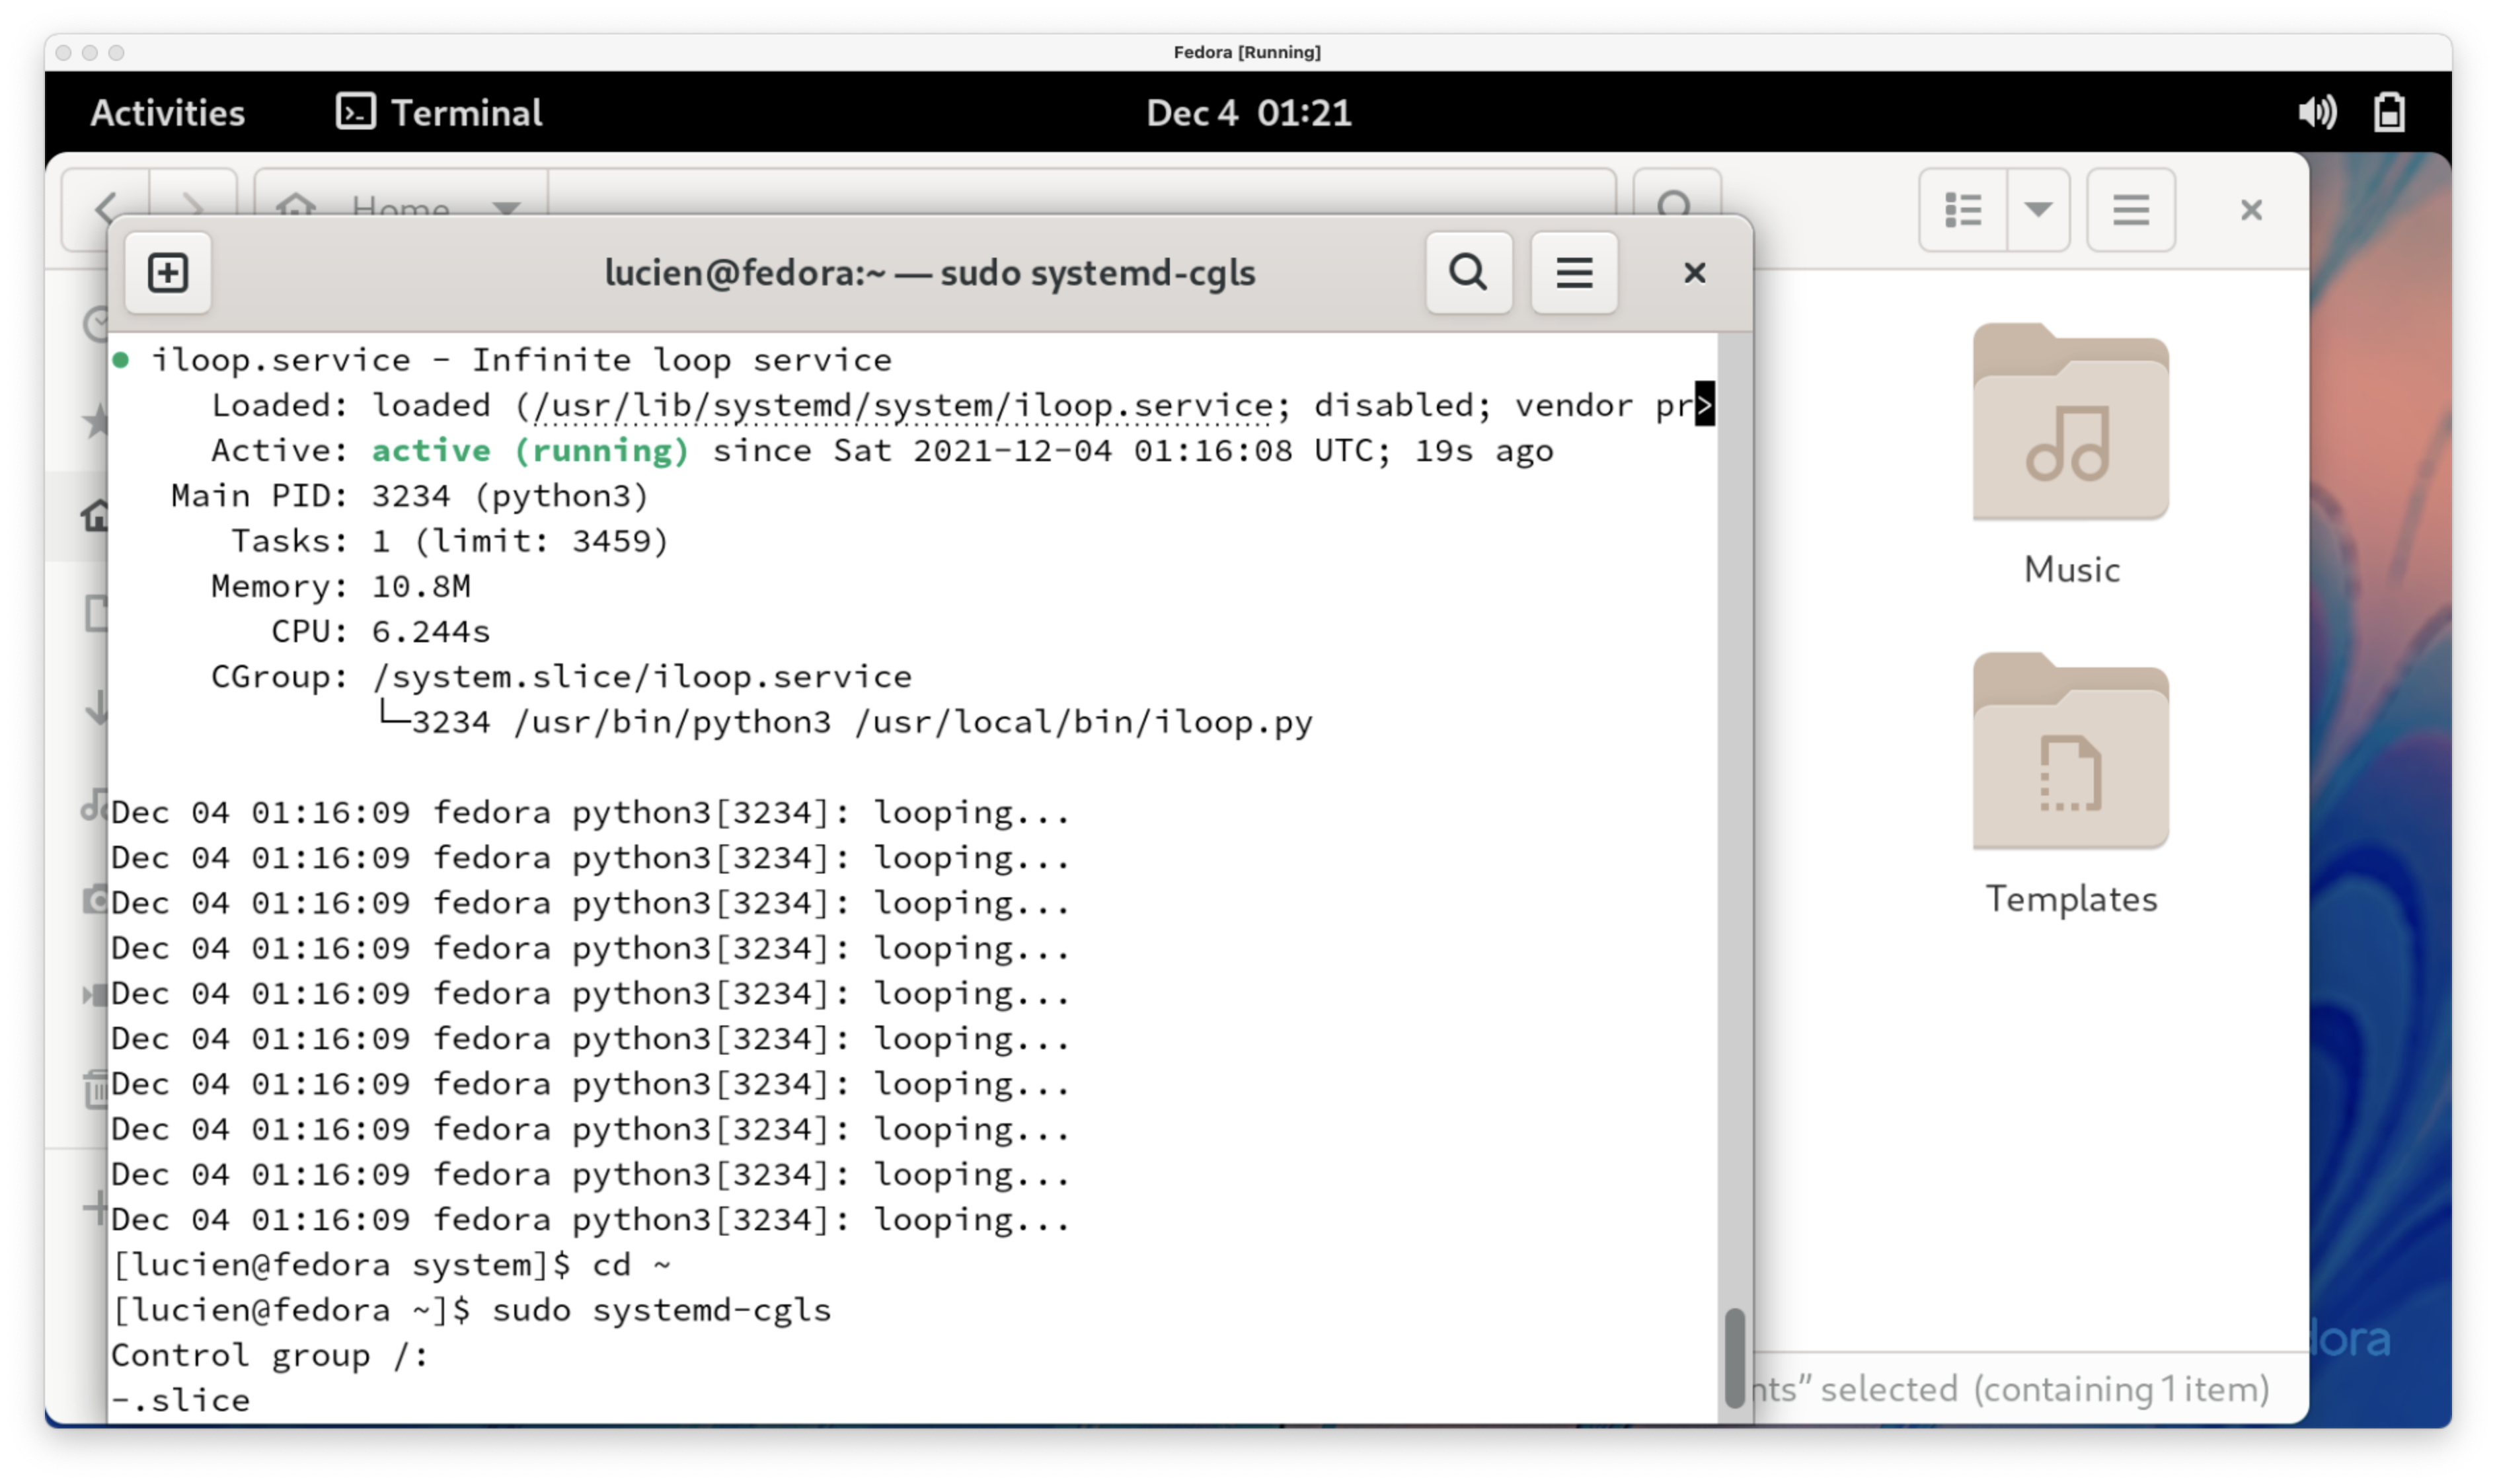 Fedora [Running]
Activities
Terminal
Dec 4 01:21
Home
lucien@fedora:~ — sudo systemd-cgls
● iloop.service - Infinite loop service
Loaded: loaded (/usr/lib/systemd/system/iloop.service; disabled; vendor pr>
Active: active (running) since Sat 2021-12-04 01:16:08 UTC; 19s ago
Main PID: 3234 (python3)
Tasks: 1 (limit: 3459)
Memory: 10.8M
CPU: 6.244s
CGroup: /system.slice/iloop.service
└─3234 /usr/bin/python3 /usr/local/bin/iloop.py
Dec 04 01:16:09 fedora python3[3234]: looping...
Dec 04 01:16:09 fedora python3[3234]: looping...
Dec 04 01:16:09 fedora python3[3234]: looping...
Dec 04 01:16:09 fedora python3[3234]: looping...
Dec 04 01:16:09 fedora python3[3234]: looping...
Dec 04 01:16:09 fedora python3[3234]: looping...
Dec 04 01:16:09 fedora python3[3234]: looping...
Dec 04 01:16:09 fedora python3[3234]: looping...
Dec 04 01:16:09 fedora python3[3234]: looping...
Dec 04 01:16:09 fedora python3[3234]: looping...
[lucien@fedora system]$ cd ~
[lucien@fedora ~]$ sudo systemd-cgls
Control group /:
-.slice
Music
Templates
dora
nts” selected (containing 1 item)